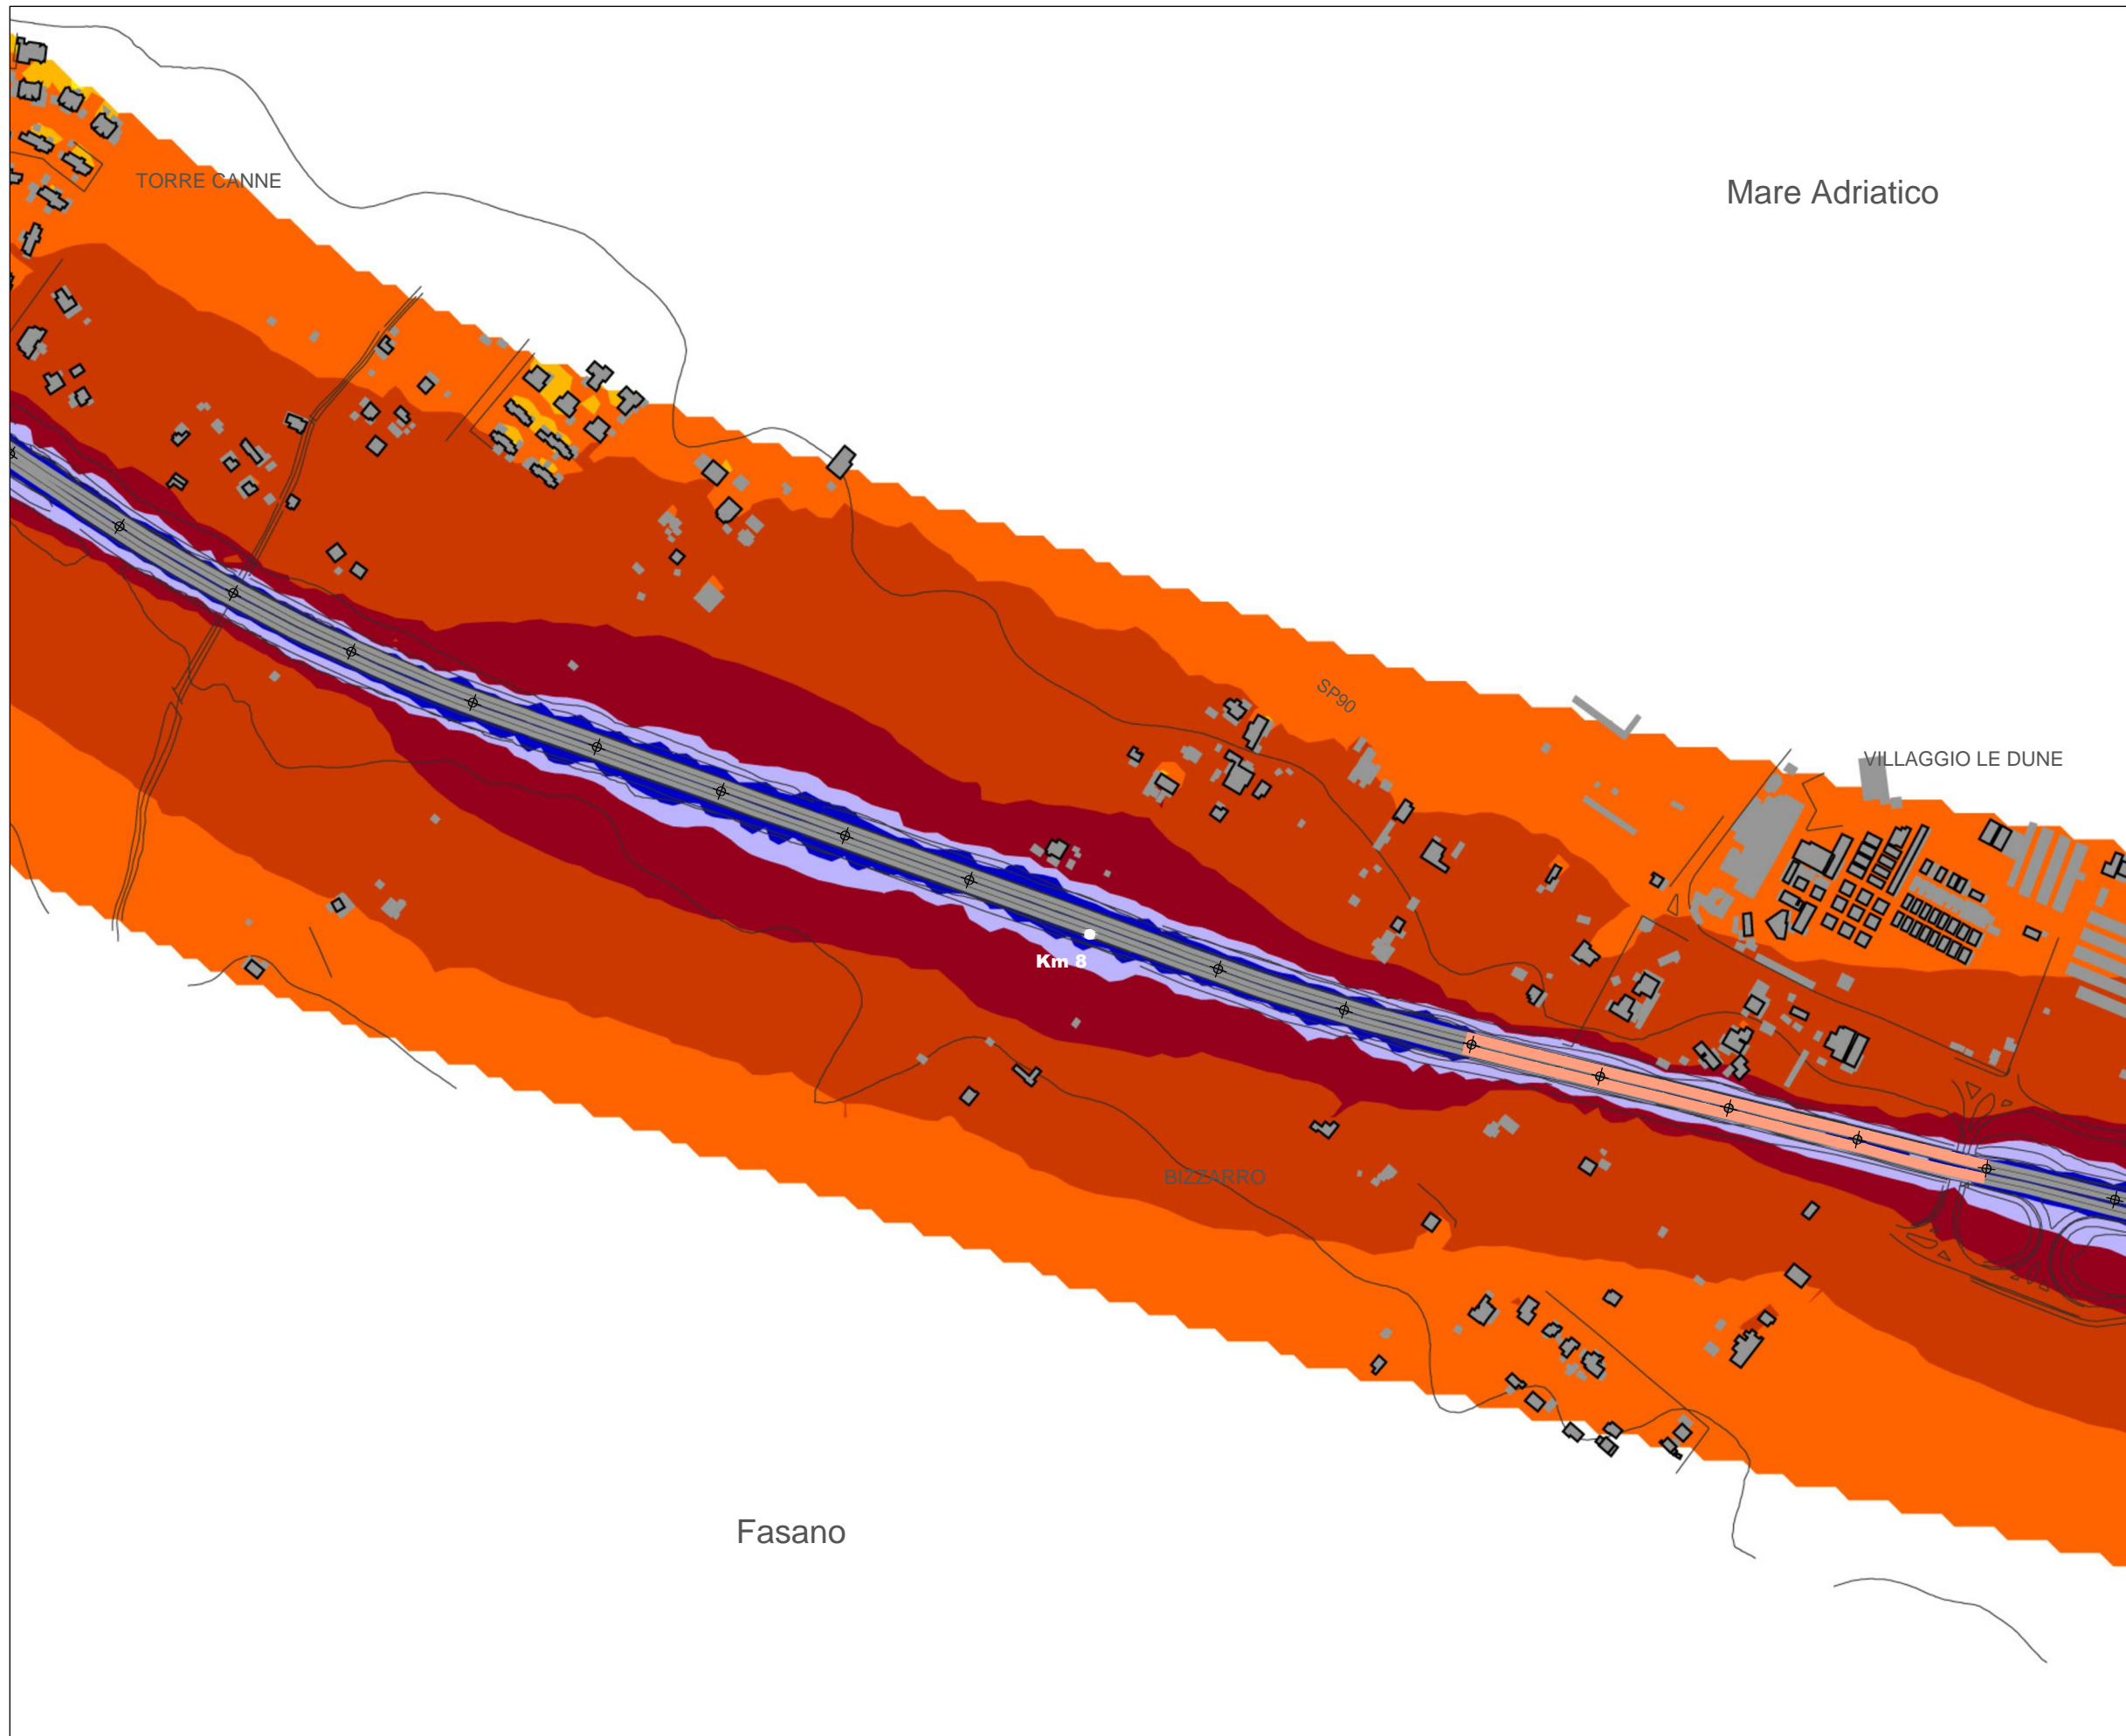 TORRE CANNE
Mare Adriatico
SP90
VILLAGGIO LE DUNE
Km 8
BIZZARRO
Fasano